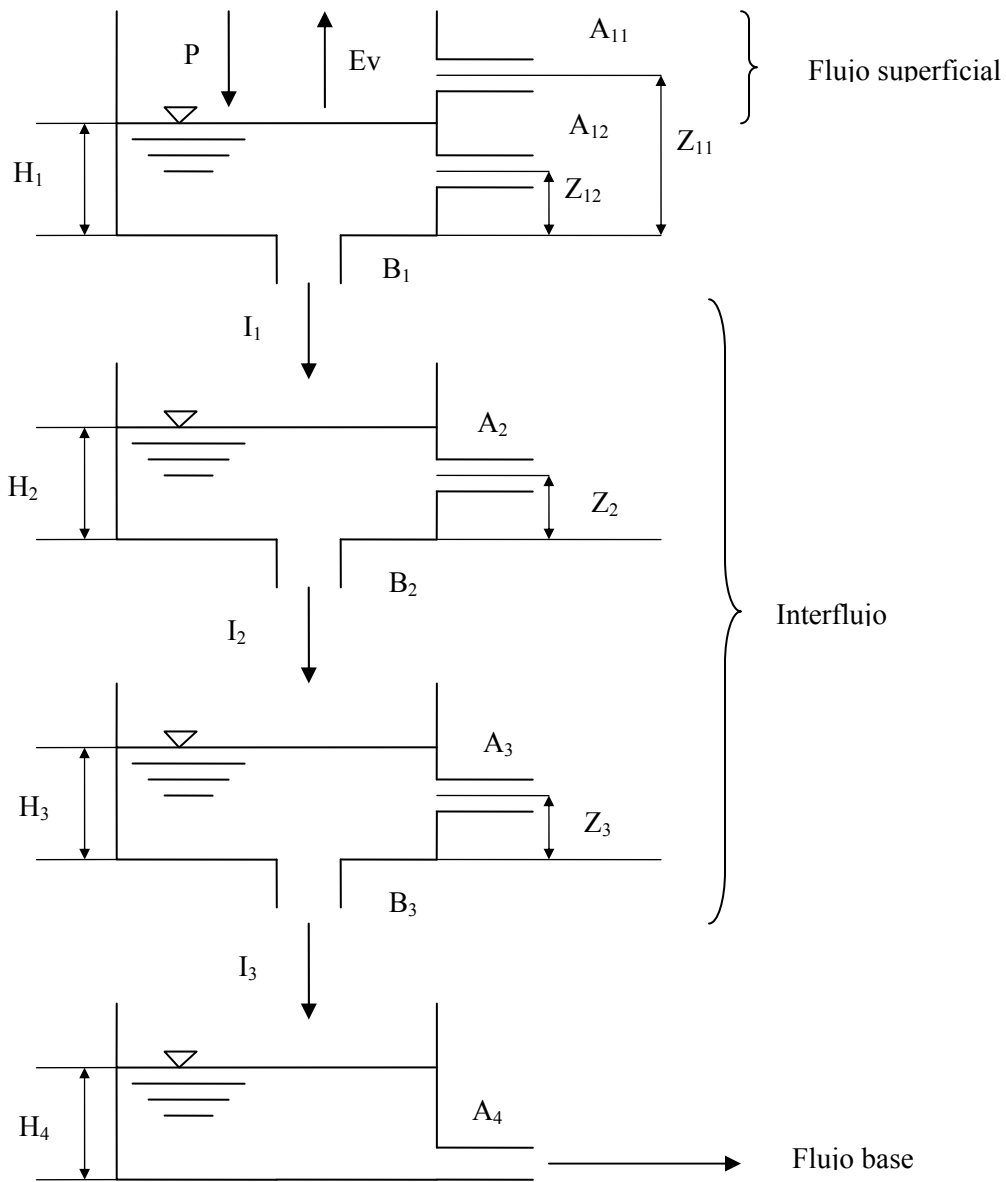 P
Ev
A₁₁
Flujo superficial
H₁
A₁₂
Z₁₁
Z₁₂
B₁
I₁
H₂
A₂
Z₂
B₂
Interflujo
I₂
H₃
A₃
Z₃
B₃
I₃
H₄
A₄
Flujo base